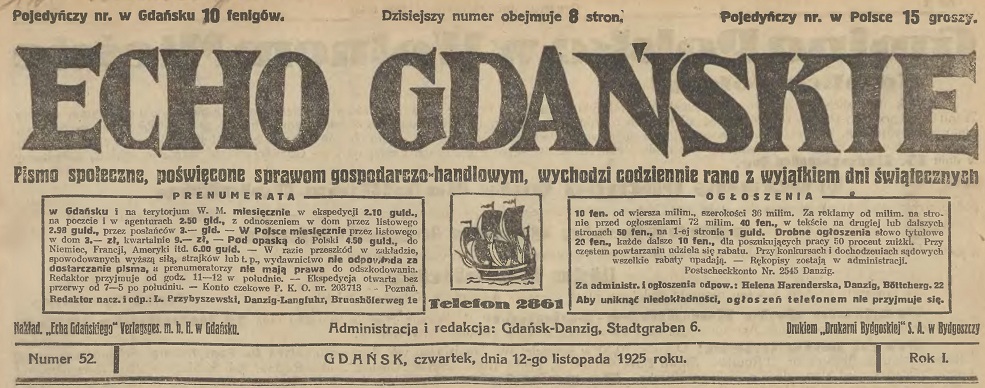 Pojedyńczy nr. w Gdańsku 10 fenigów. Dzisiejszy numer obejmuje 8 stron. Pojedyńczy nr. w Polsce 15 groszy.
ECHO GDAŃSKIE
Pismo społeczne, poświęcone sprawom gospodarczo-handlowym, wychodzi codziennie rano z wyjątkiem dni świątecznych
PRENUMERATA
w Gdańsku i na terytorjum W. M. miesięcznie w ekspedycji 2.10 guld.,
na poczcie i w agenturach 2.50 gld., z odnoszeniem w dom przez listowego
2.98 guld., przez posłańców 3.— gld. — W Polsce miesięcznie przez listowego
w dom 3.— zł, kwartalnie 9.— zł, — Pod opaską do Polski 4.50 guld., do
Niemiec, Francji, Ameryki itd. 6.00 guld. — W razie przeszkód w zakładzie,
spowodowanych wyższą siłą, strajków lub t. p., wydawnictwo nie odpowiada za
dostarczanie pisma, a prenumeratorzy nie mają prawa do odszkodowania.
Redaktor przyjmuje od godz. 11—12 w południe. — Ekspedycja otwarta bez
przerwy od 7—5 po południu. — Konto czekowe P. K. O. nr. 203713 - Poznań.
Redaktor nacz. i odp.: Ł. Przybyszewski, Danzig-Langfuhr, Brunshöferweg 1e
Telefon 2861
OGŁOSZENIA
10 fen. od wiersza milim., szerokości 36 milim. Za reklamy od milim. na stro-
nie przed ogłoszeniami 72 milim. 40 fen., w tekście na drugiej lub dalszych
stronach 50 fen., na 1-ej stronie 1 guld. Drobne ogłoszenia słowo tytułowe
20 fen., każde dalsze 10 fen., dla poszukujących pracy 50 procent zniżki. Przy
częstem powtarzaniu udziela się rabatu. Przy konkursach i dochodzeniach sądowych
wszelkie rabaty upadają. — Rękopisy zostają w administracji.
Postscheckkonto Nr. 2545 Danzig.
Za administr. i ogłoszenia odpow.: Helena Harenderska, Danzig, Böttcherg. 22
Aby uniknąć niedokładności, ogłoszeń telefonem nie przyjmuje się.
Nakład. „Echa Gdańskiego” Verlagsges. m. b. H. w Gdańsku. Administracja i redakcja: Gdańsk-Danzig, Stadtgraben 6. Drukiem „Drukarni Bydgoskiej” S. A. w Bydgoszczy
Numer 52. GDAŃSK, czwartek, dnia 12-go listopada 1925 roku. Rok I.